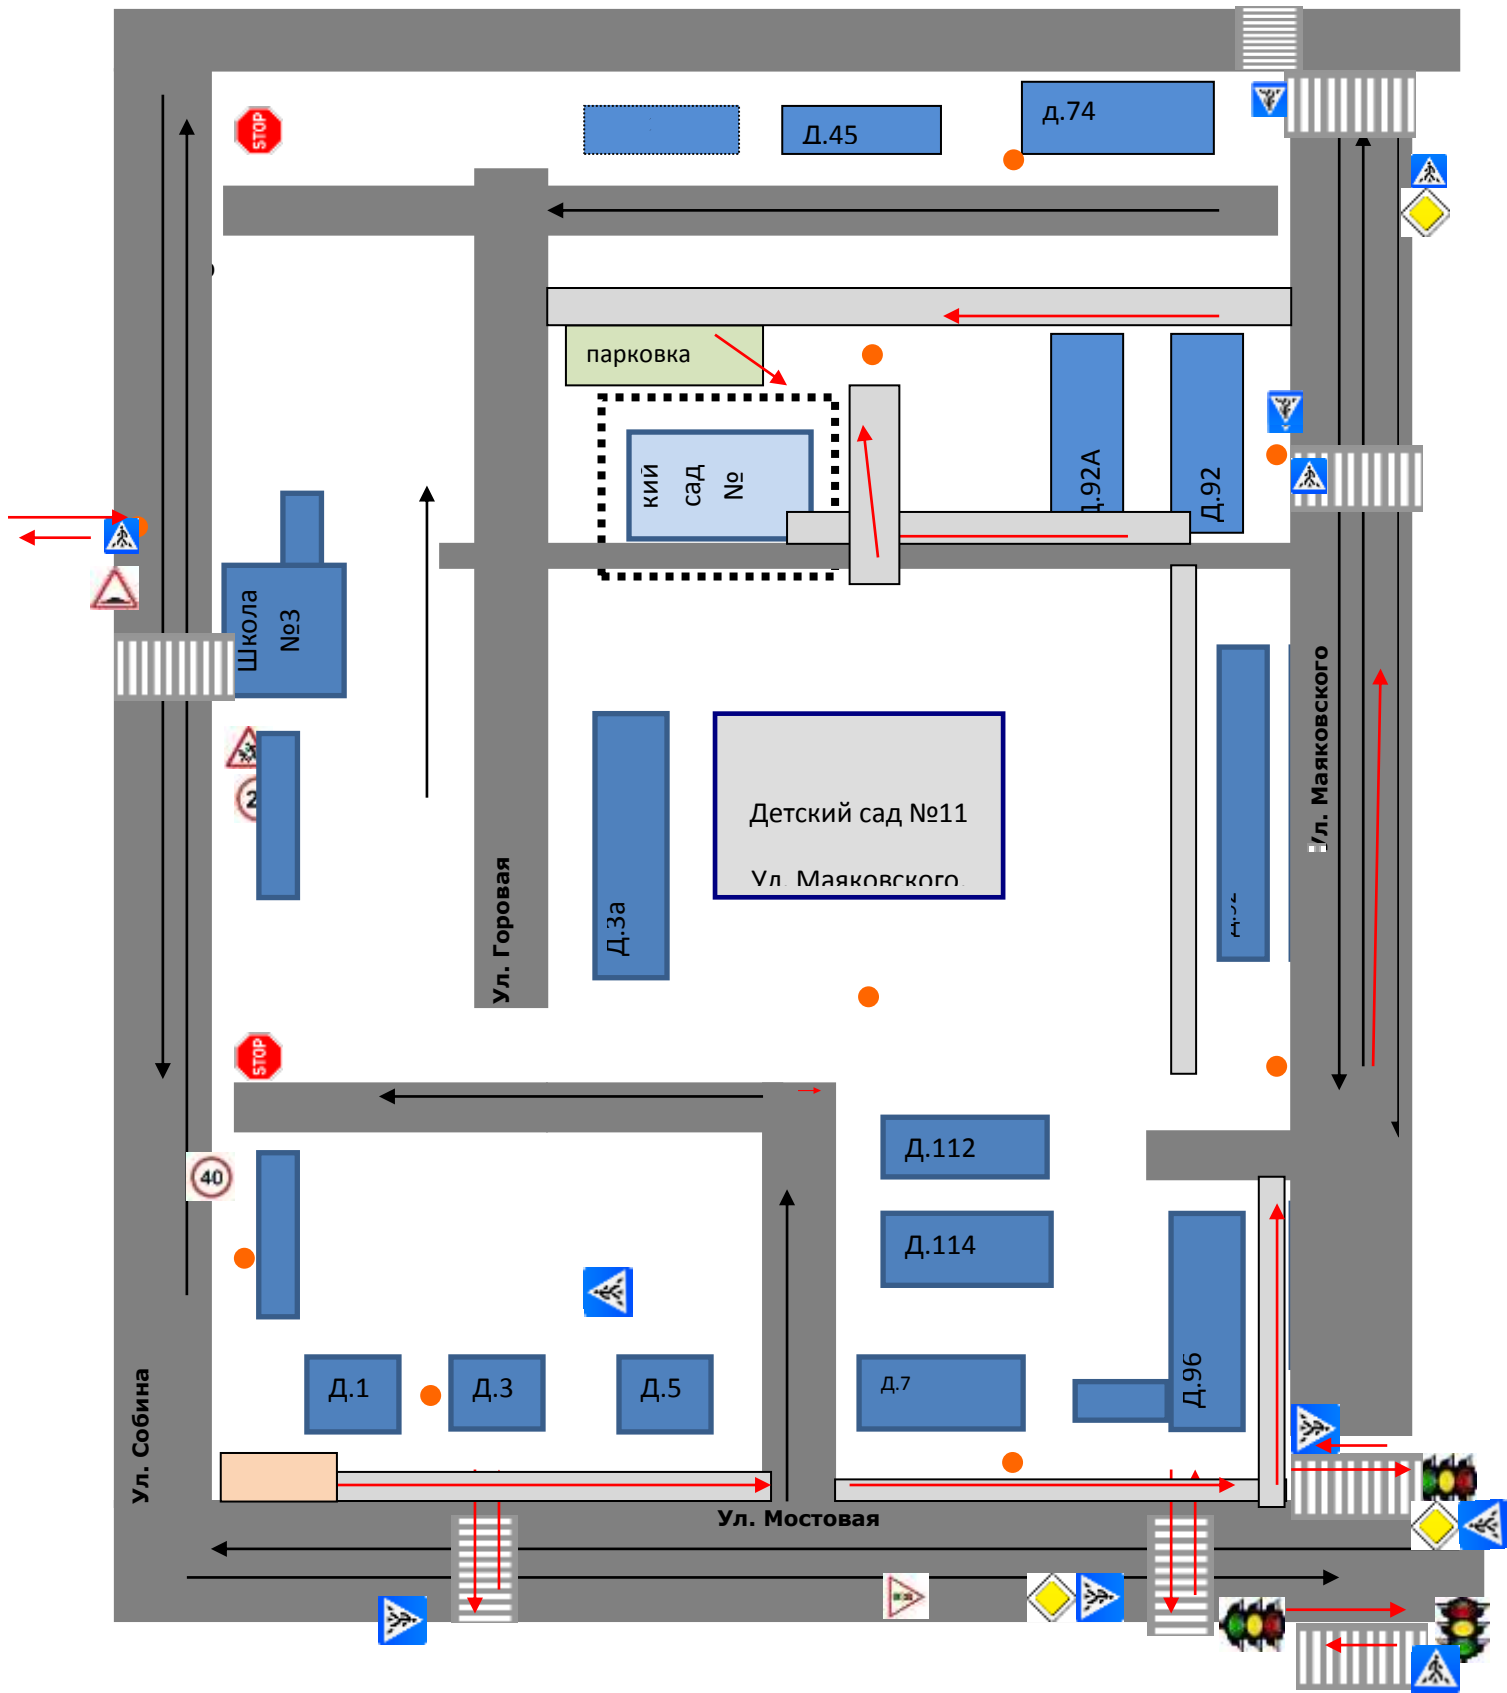 STOP
Д.45
д.74
парковка
кий
сад
№
Д.92
Школа
№3
Ул. Маяковского
Детский сад №11
Ул. Маяковского,
Д.3а
Ул. Горовая
STOP
40
Д.112
Д.114
Д.1
Д.3
Д.5
Д.7
Д.96
Ул. Собина
Ул. Мостовая